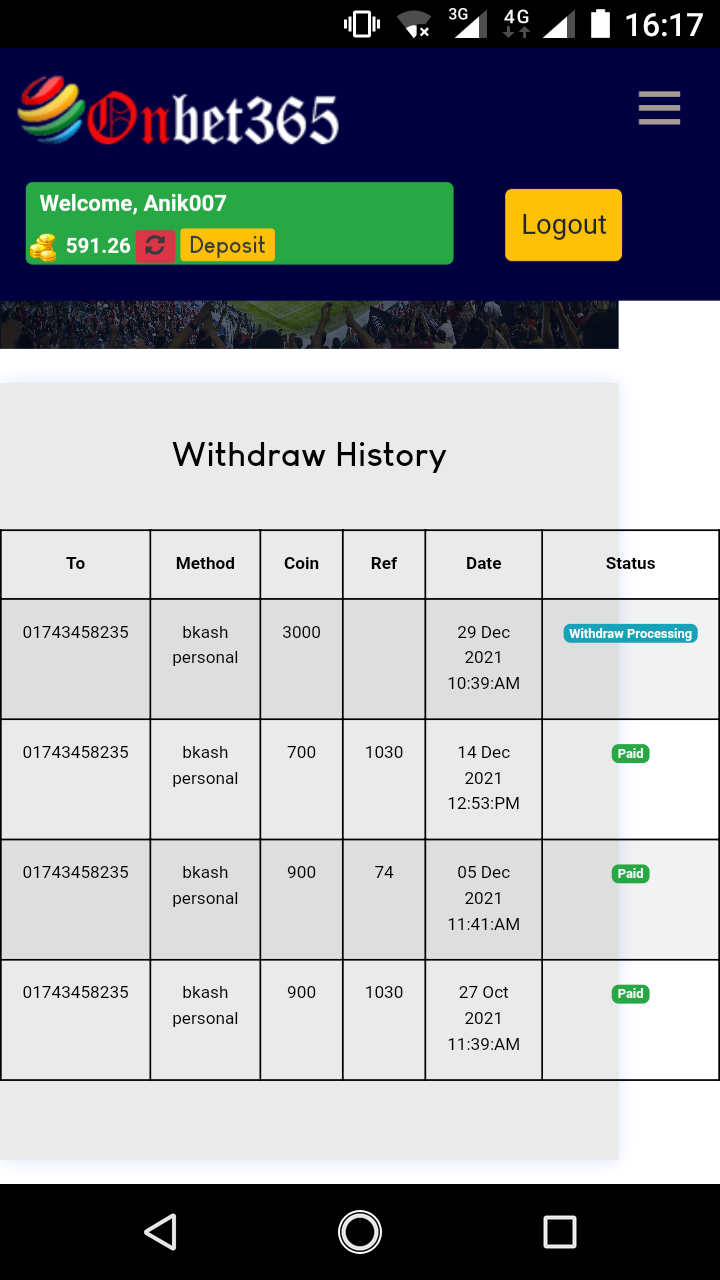 3G 4G 16:17
Onbet365
Welcome, Anik007
591.26 Deposit
Logout
Withdraw History
To Method Coin Ref Date Status
01743458235 bkash 3000 29 Dec Withdraw Processing
personal 2021
10:39:AM
01743458235 bkash 700 1030 14 Dec Paid
personal 2021
12:53:PM
01743458235 bkash 900 74 05 Dec Paid
personal 2021
11:41:AM
01743458235 bkash 900 1030 27 Oct Paid
personal 2021
11:39:AM